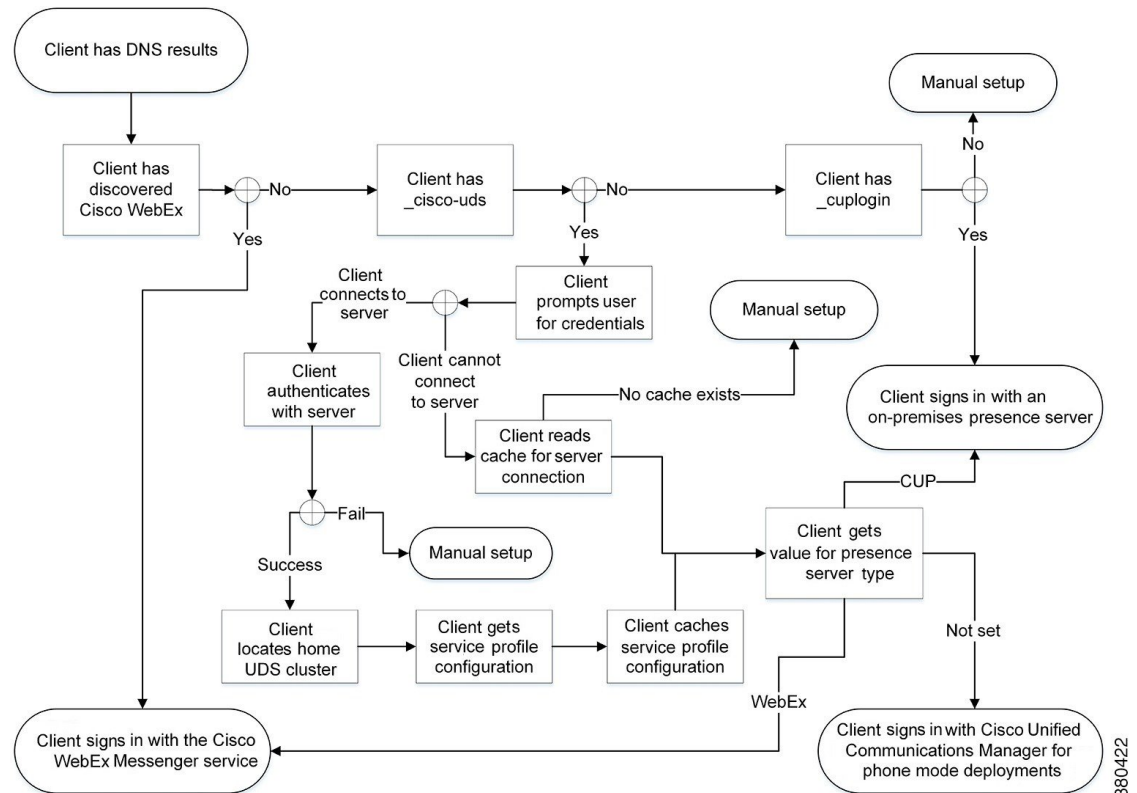 Client has DNS results
Manual setup
No
Client has
discovered
Cisco WebEx
No
Client has
_cisco-uds
No
Client has
_cuplogin
Yes
Yes
Yes
Client
connects to
server
Client
prompts user
for credentials
Manual setup
Client
authenticates
with server
Client cannot
connect
to server
No cache exists
Client signs in with an
on-premises presence server
Client reads
cache for server
connection
CUP
Fail
Manual setup
Client gets
value for presence
server type
Success
Client
locates home
UDS cluster
Client gets
service profile
configuration
Client caches
service profile
configuration
Not set
WebEx
Client signs in with the Cisco
WebEx Messenger service
Client signs in with Cisco Unified
Communications Manager for
phone mode deployments
380422